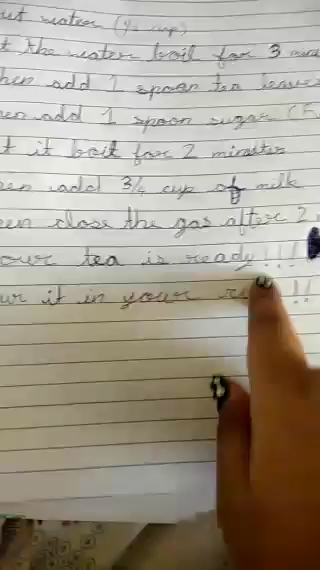 ut water (½ cup)
t the water boil for 3 minu
hen add 1 spoon tea leaves
en add 1 spoon sugar (
t it boil for 2 minutes
en add 3/4 cup of milk
en close the gas after 2
our tea is ready!!!
ur it in your !!